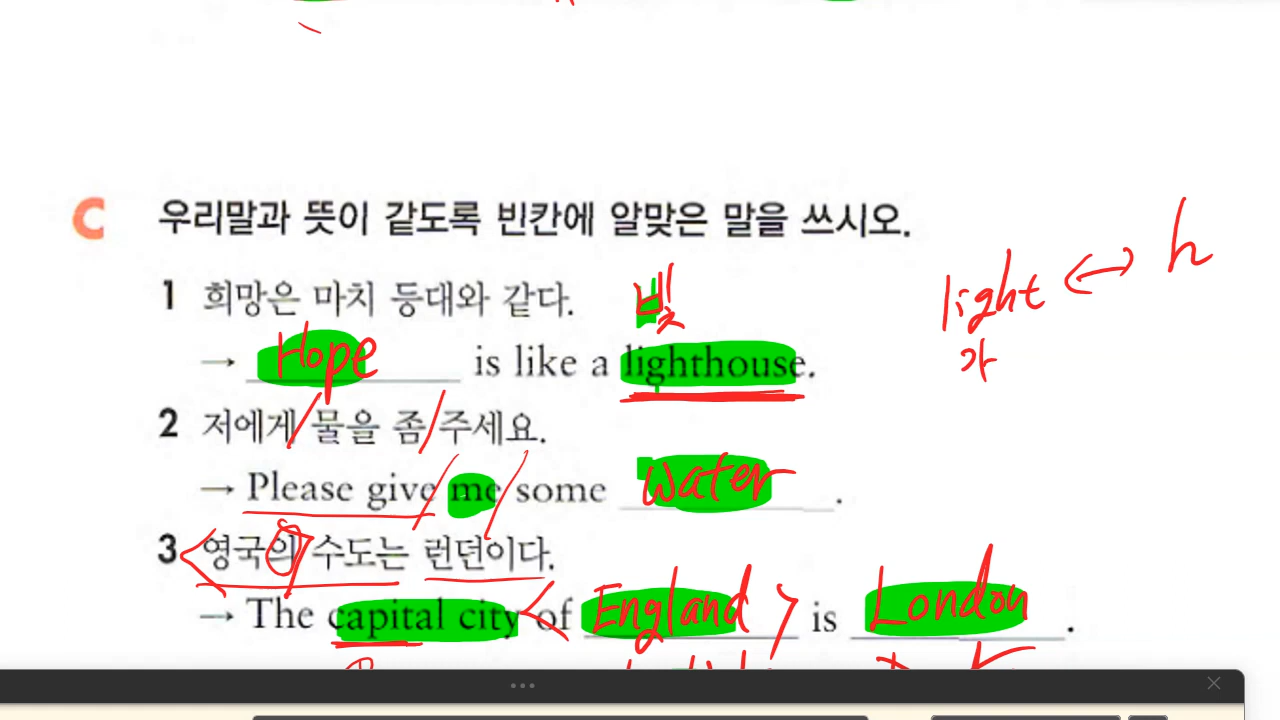 C 우리말과 뜻이 같도록 빈칸에 알맞은 말을 쓰시오.
1 희망은 마치 등대와 같다.
빛
light ↔ h
→ Hope is like a lighthouse.
2 저에게 / 물을 좀 / 주세요.
→ Please give / me / some water .
3 <영국의> 수도는 런던이다.
→ The capital city <of England> is London .